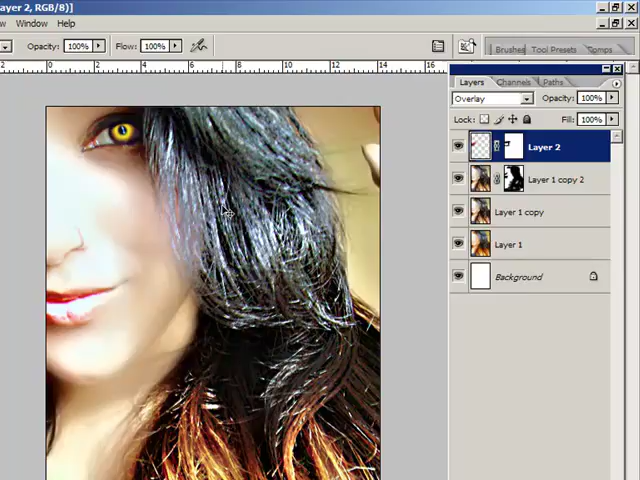 ayer 2, RGB/8)]
w Window Help
Opacity: 100% Flow: 100%
Brushes Tool Presets Comps
2 0 2 4 6 8 10 12 14 16
Layers Channels Paths
Overlay Opacity: 100%
Lock: Fill: 100%
Layer 2
Layer 1 copy 2
Layer 1 copy
Layer 1
Background